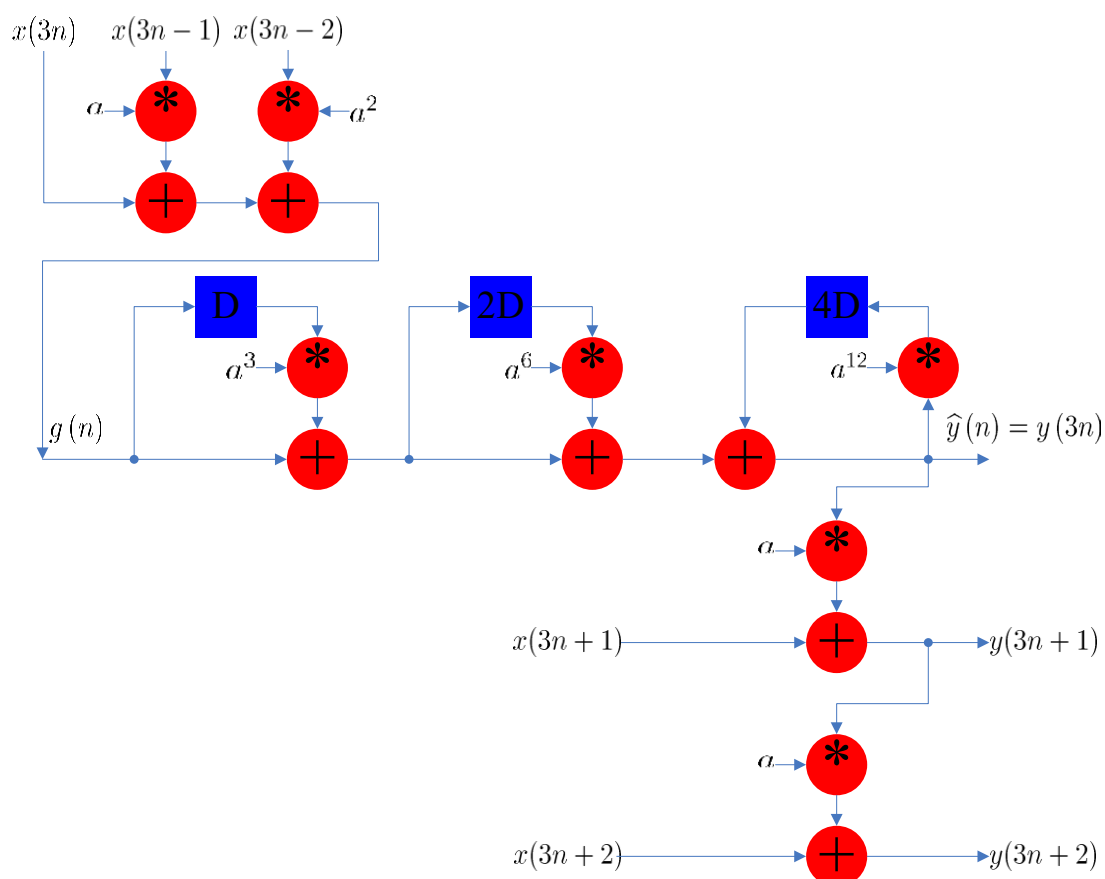 x(3n) x(3n − 1) x(3n − 2)
a * * a²
+ +
D 2D 4D
a³ * a⁶ * a¹² *
g (n) ŷ (n) = y (3n)
+ + +
a *
x(3n + 1) + y(3n + 1)
a *
x(3n + 2) + y(3n + 2)